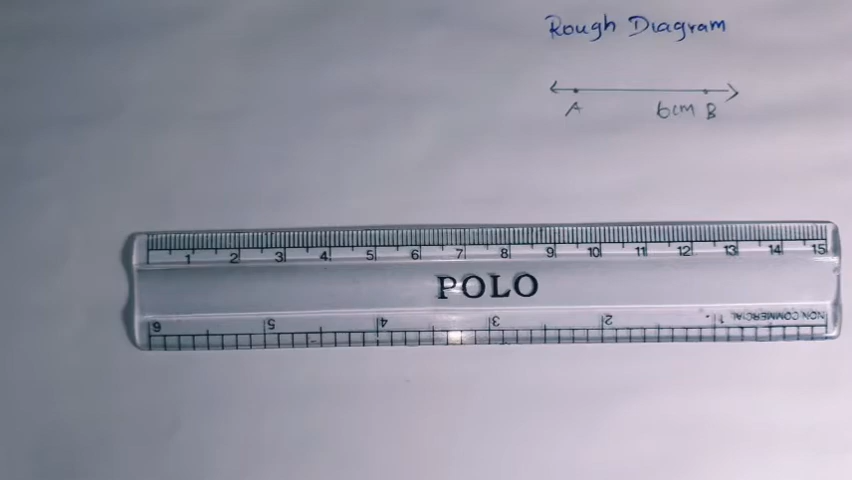 Rough Diagram
A 6cm B
1 2 3 4 5 6 7 8 9 10 11 12 13 14 15
POLO
6 5 4 3 2 1 NON COMMERCIAL